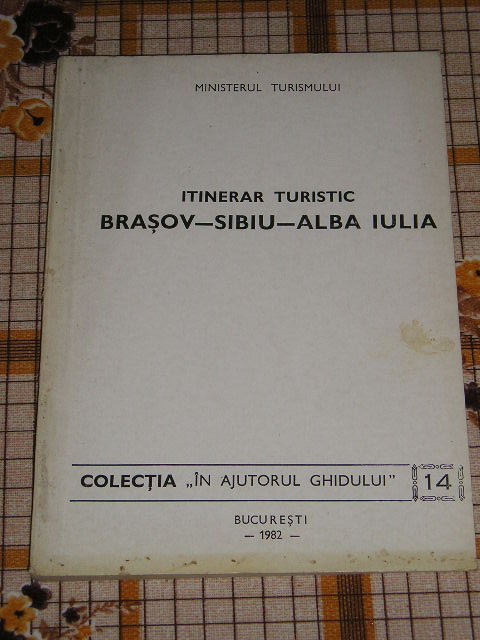 MINISTERUL TURISMULUI
ITINERAR TURISTIC
BRAȘOV—SIBIU—ALBA IULIA
COLECȚIA „ÎN AJUTORUL GHIDULUI” 14
BUCUREȘTI
— 1982 —